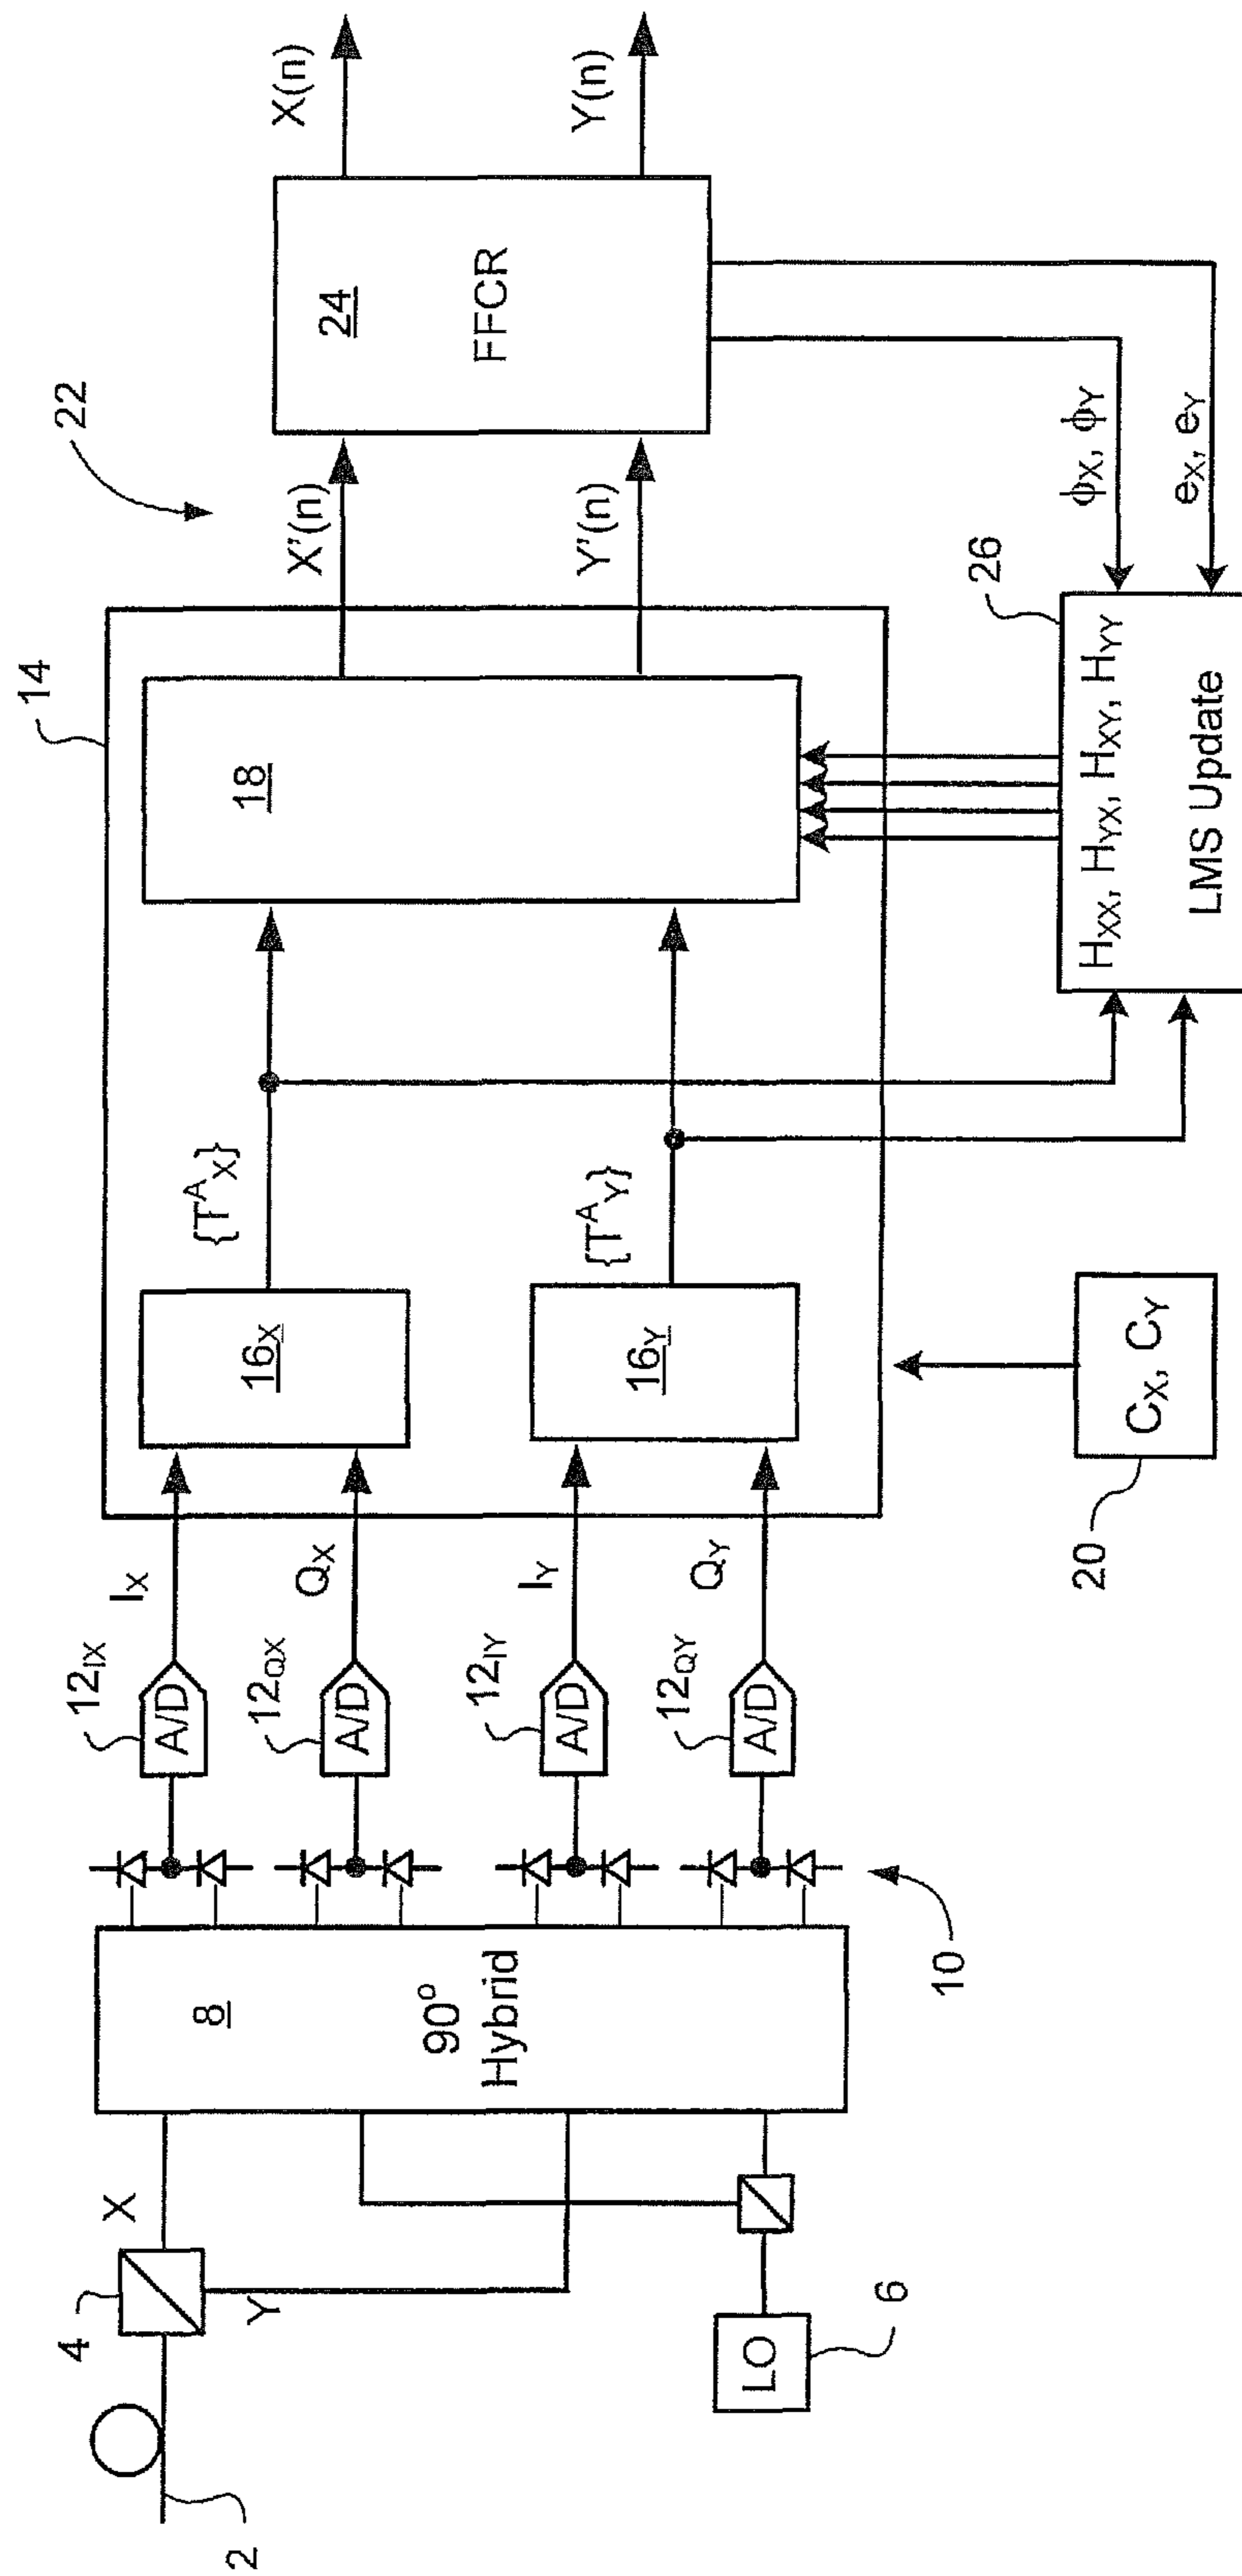 2
4
X
Y
LO
6
8
90° Hybrid
10
12IX
A/D
IX
12QX
A/D
QX
12IY
A/D
IY
12QY
A/D
QY
14
16X
{TAX}
16Y
{TAY}
18
20
CX, CY
X'(n)
Y'(n)
22
24
FFCR
X(n)
Y(n)
ϕX, ϕY
eX, eY
26
HXX, HYX, HXY, HYY
LMS Update